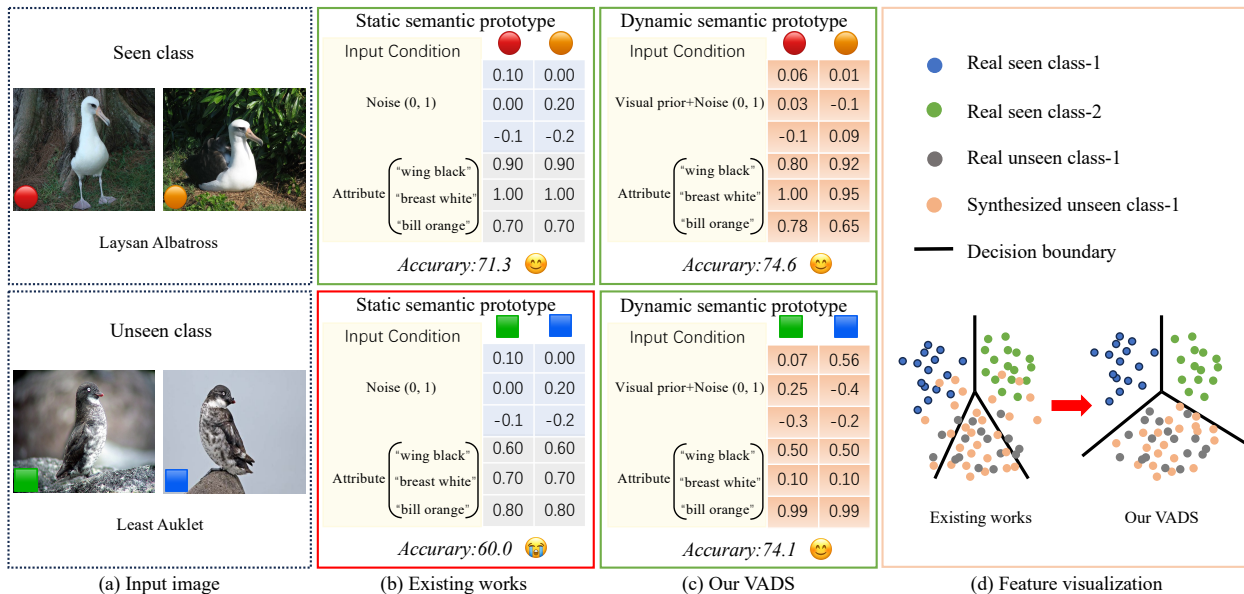 Seen class
Laysan Albatross
Unseen class
Least Auklet
(a) Input image
Static semantic prototype
Input Condition
Noise (0, 1)
0.10 0.00
0.00 0.20
-0.1 -0.2
Attribute
“wing black” 0.90 0.90
“breast white” 1.00 1.00
“bill orange” 0.70 0.70
Accurary:71.3
Static semantic prototype
Input Condition
Noise (0, 1)
0.10 0.00
0.00 0.20
-0.1 -0.2
Attribute
“wing black” 0.60 0.60
“breast white” 0.70 0.70
“bill orange” 0.80 0.80
Accurary:60.0
(b) Existing works
Dynamic semantic prototype
Input Condition
Visual prior+Noise (0, 1)
0.06 0.01
0.03 -0.1
-0.1 0.09
Attribute
“wing black” 0.80 0.92
“breast white” 1.00 0.95
“bill orange” 0.78 0.65
Accurary:74.6
Dynamic semantic prototype
Input Condition
Visual prior+Noise (0, 1)
0.07 0.56
0.25 -0.4
-0.3 -0.2
Attribute
“wing black” 0.50 0.50
“breast white” 0.10 0.10
“bill orange” 0.99 0.99
Accurary:74.1
(c) Our VADS
Real seen class-1
Real seen class-2
Real unseen class-1
Synthesized unseen class-1
Decision boundary
Existing works
Our VADS
(d) Feature visualization